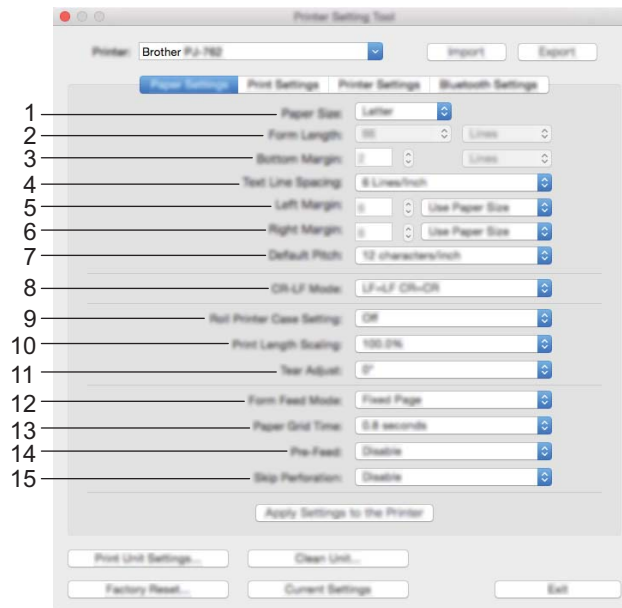 Printer Setting Tool
Printer: Brother PJ-762 Import Export
Paper Settings Print Settings Printer Settings Bluetooth Settings
1 Paper Size: Letter
2 Form Length: Lines
3 Bottom Margin: 2 Lines
4 Text Line Spacing: 6 Lines/Inch
5 Left Margin: Use Paper Size
6 Right Margin: Use Paper Size
7 Default Pitch: 12 characters/inch
8 CR-LF Mode: LF=LF CR=CR
9 Roll Printer Case Setting: Off
10 Print Length Scaling: 100.0%
11 Tear Adjust: 0"
12 Form Feed Mode: Fixed Page
13 Paper Grid Time: 0.8 seconds
14 Pre-Feed: Disable
15 Skip Perforation: Disable
Apply Settings to the Printer
Print Unit Settings... Clean Unit...
Factory Reset... Current Settings Exit